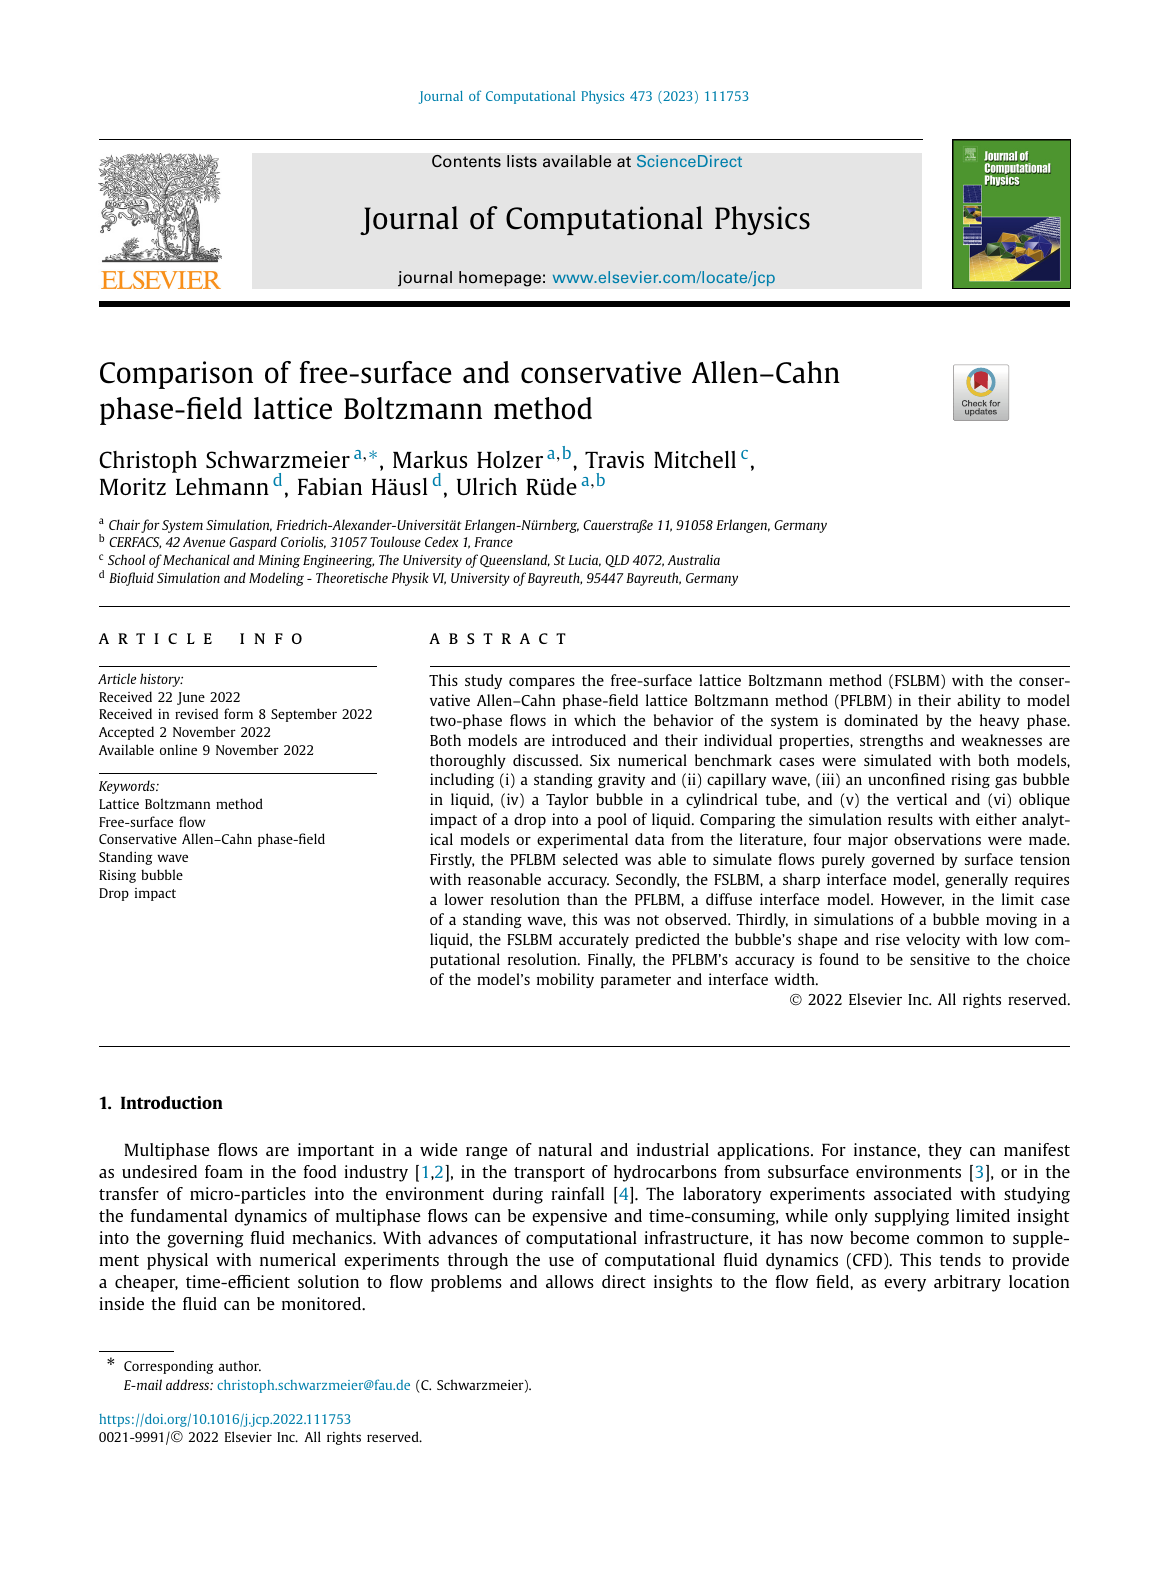 Journal of Computational Physics 473 (2023) 111753
Contents lists available at ScienceDirect
Journal of Computational Physics
journal homepage: www.elsevier.com/locate/jcp
ELSEVIER
Journal of
Computational
Physics
Comparison of free-surface and conservative Allen–Cahn
phase-field lattice Boltzmann method
Check for
updates
Christoph Schwarzmeier a,∗, Markus Holzer a,b, Travis Mitchell c,
Moritz Lehmann d, Fabian Häusl d, Ulrich Rüde a,b
a Chair for System Simulation, Friedrich-Alexander-Universität Erlangen-Nürnberg, Cauerstraße 11, 91058 Erlangen, Germany
b CERFACS, 42 Avenue Gaspard Coriolis, 31057 Toulouse Cedex 1, France
c School of Mechanical and Mining Engineering, The University of Queensland, St Lucia, QLD 4072, Australia
d Biofluid Simulation and Modeling - Theoretische Physik VI, University of Bayreuth, 95447 Bayreuth, Germany
ARTICLE INFO
Article history:
Received 22 June 2022
Received in revised form 8 September 2022
Accepted 2 November 2022
Available online 9 November 2022
Keywords:
Lattice Boltzmann method
Free-surface flow
Conservative Allen–Cahn phase-field
Standing wave
Rising bubble
Drop impact
ABSTRACT
This study compares the free-surface lattice Boltzmann method (FSLBM) with the conser-
vative Allen–Cahn phase-field lattice Boltzmann method (PFLBM) in their ability to model
two-phase flows in which the behavior of the system is dominated by the heavy phase.
Both models are introduced and their individual properties, strengths and weaknesses are
thoroughly discussed. Six numerical benchmark cases were simulated with both models,
including (i) a standing gravity and (ii) capillary wave, (iii) an unconfined rising gas bubble
in liquid, (iv) a Taylor bubble in a cylindrical tube, and (v) the vertical and (vi) oblique
impact of a drop into a pool of liquid. Comparing the simulation results with either analyt-
ical models or experimental data from the literature, four major observations were made.
Firstly, the PFLBM selected was able to simulate flows purely governed by surface tension
with reasonable accuracy. Secondly, the FSLBM, a sharp interface model, generally requires
a lower resolution than the PFLBM, a diffuse interface model. However, in the limit case
of a standing wave, this was not observed. Thirdly, in simulations of a bubble moving in a
liquid, the FSLBM accurately predicted the bubble's shape and rise velocity with low com-
putational resolution. Finally, the PFLBM's accuracy is found to be sensitive to the choice
of the model's mobility parameter and interface width.
© 2022 Elsevier Inc. All rights reserved.
1. Introduction
Multiphase flows are important in a wide range of natural and industrial applications. For instance, they can manifest
as undesired foam in the food industry [1,2], in the transport of hydrocarbons from subsurface environments [3], or in the
transfer of micro-particles into the environment during rainfall [4]. The laboratory experiments associated with studying
the fundamental dynamics of multiphase flows can be expensive and time-consuming, while only supplying limited insight
into the governing fluid mechanics. With advances of computational infrastructure, it has now become common to supple-
ment physical with numerical experiments through the use of computational fluid dynamics (CFD). This tends to provide
a cheaper, time-efficient solution to flow problems and allows direct insights to the flow field, as every arbitrary location
inside the fluid can be monitored.
* Corresponding author.
E-mail address: christoph.schwarzmeier@fau.de (C. Schwarzmeier).
https://doi.org/10.1016/j.jcp.2022.111753
0021-9991/© 2022 Elsevier Inc. All rights reserved.